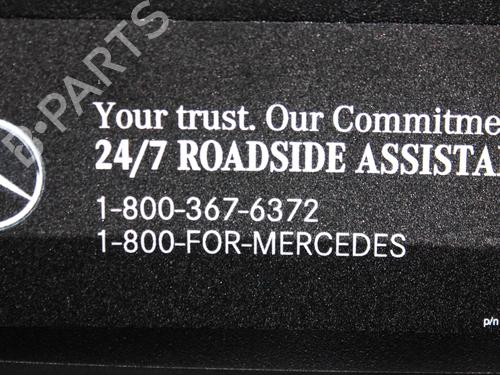 B-PARTS
Your trust. Our Commitme
24/7 ROADSIDE ASSISTA
1-800-367-6372
1-800-FOR-MERCEDES
p/n